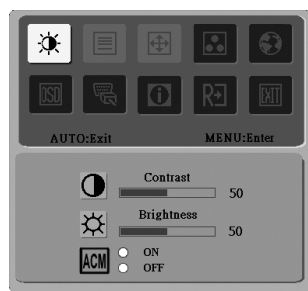 OSD
i
R
EXIT
AUTO:Exit MENU:Enter
Contrast
50
Brightness
50
ACM ON
OFF